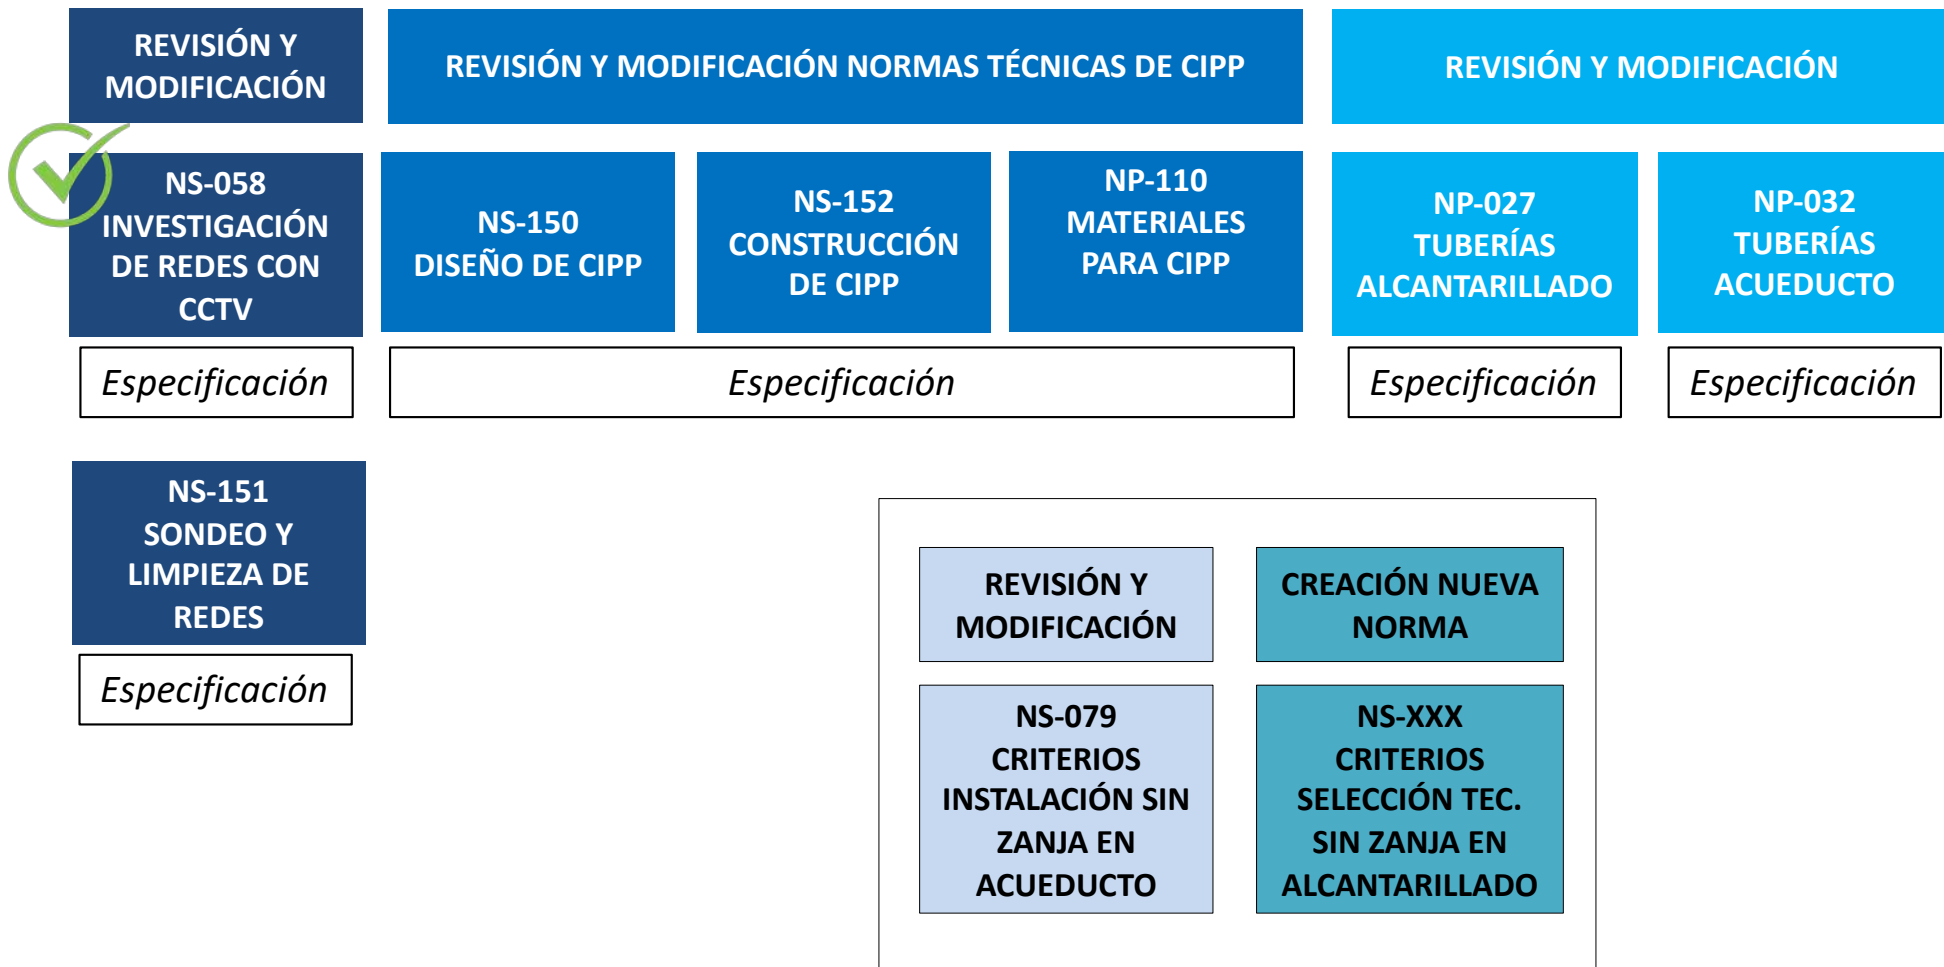 REVISIÓN Y
MODIFICACIÓN
REVISIÓN Y MODIFICACIÓN NORMAS TÉCNICAS DE CIPP
REVISIÓN Y MODIFICACIÓN
NS-058
INVESTIGACIÓN
DE REDES CON
CCTV
NS-150
DISEÑO DE CIPP
NS-152
CONSTRUCCIÓN
DE CIPP
NP-110
MATERIALES
PARA CIPP
NP-027
TUBERÍAS
ALCANTARILLADO
NP-032
TUBERÍAS
ACUEDUCTO
Especificación
Especificación
Especificación
Especificación
NS-151
SONDEO Y
LIMPIEZA DE
REDES
Especificación
REVISIÓN Y
MODIFICACIÓN
CREACIÓN NUEVA
NORMA
NS-079
CRITERIOS
INSTALACIÓN SIN
ZANJA EN
ACUEDUCTO
NS-XXX
CRITERIOS
SELECCIÓN TEC.
SIN ZANJA EN
ALCANTARILLADO